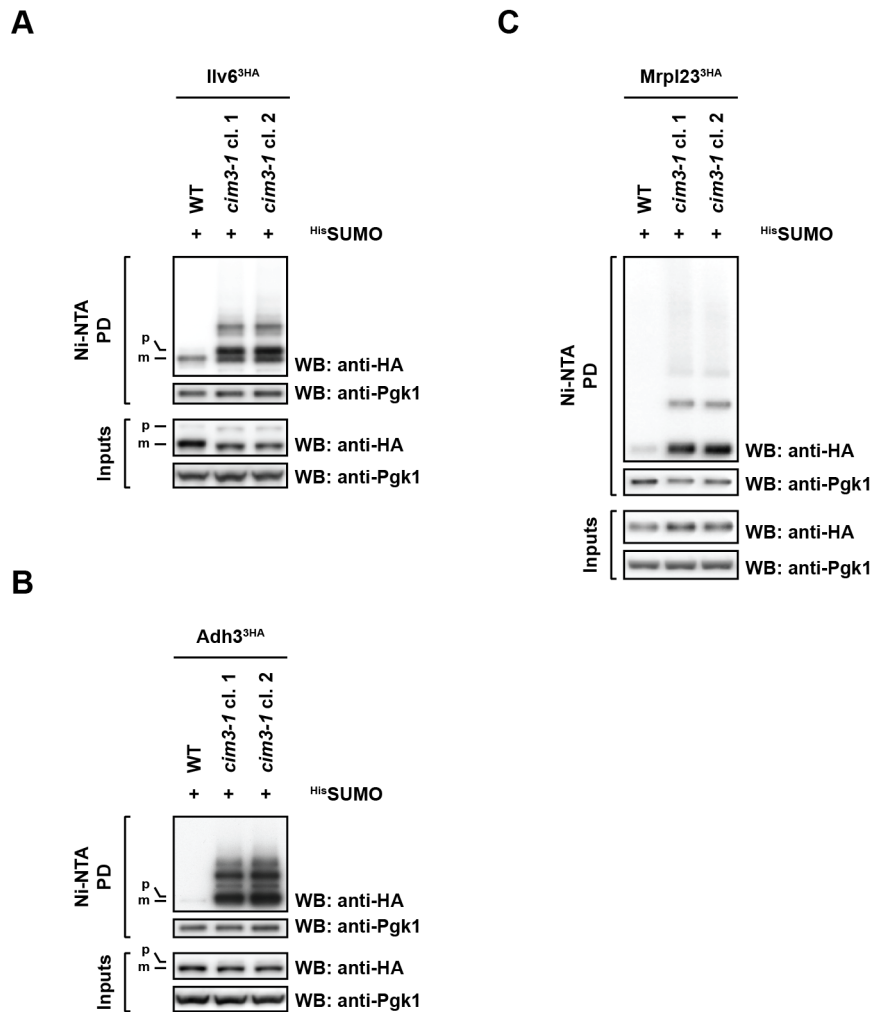 A
Ilv6³ᴴᴬ
WT
cim3-1 cl. 1
cim3-1 cl. 2
+ + + ᴴⁱˢSUMO
Ni-NTA
PD
p
m
WB: anti-HA
WB: anti-Pgk1
Inputs
p
m
WB: anti-HA
WB: anti-Pgk1
B
Adh3³ᴴᴬ
WT
cim3-1 cl. 1
cim3-1 cl. 2
+ + + ᴴⁱˢSUMO
Ni-NTA
PD
p
m
WB: anti-HA
WB: anti-Pgk1
Inputs
p
m
WB: anti-HA
WB: anti-Pgk1
C
Mrpl23³ᴴᴬ
WT
cim3-1 cl. 1
cim3-1 cl. 2
+ + + ᴴⁱˢSUMO
Ni-NTA
PD
WB: anti-HA
WB: anti-Pgk1
Inputs
WB: anti-HA
WB: anti-Pgk1